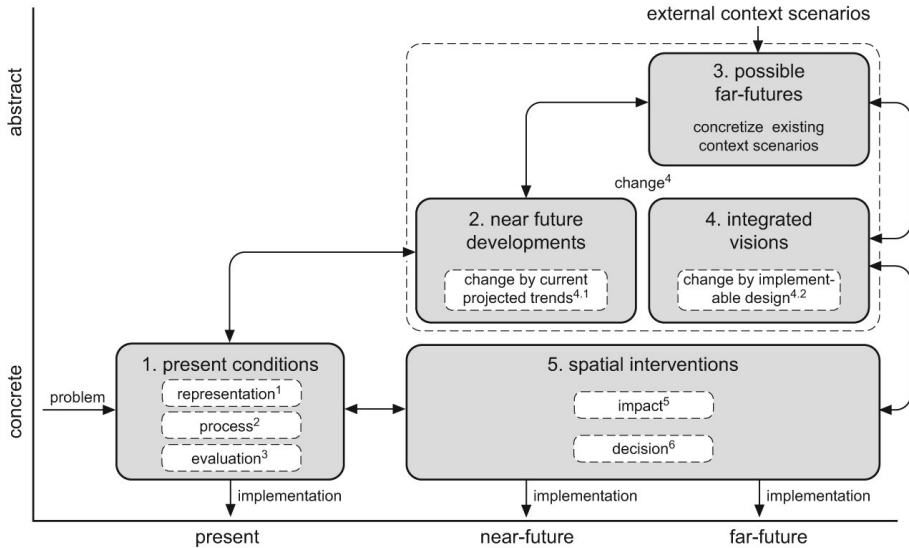 external context scenarios
abstract
3. possible
far-futures
concretize existing
context scenarios
change⁴
2. near future
developments
change by current
projected trends⁴·¹
4. integrated
visions
change by implement-
able design⁴·²
concrete
problem
1. present conditions
representation¹
process²
evaluation³
5. spatial interventions
impact⁵
decision⁶
implementation
implementation
implementation
present
near-future
far-future